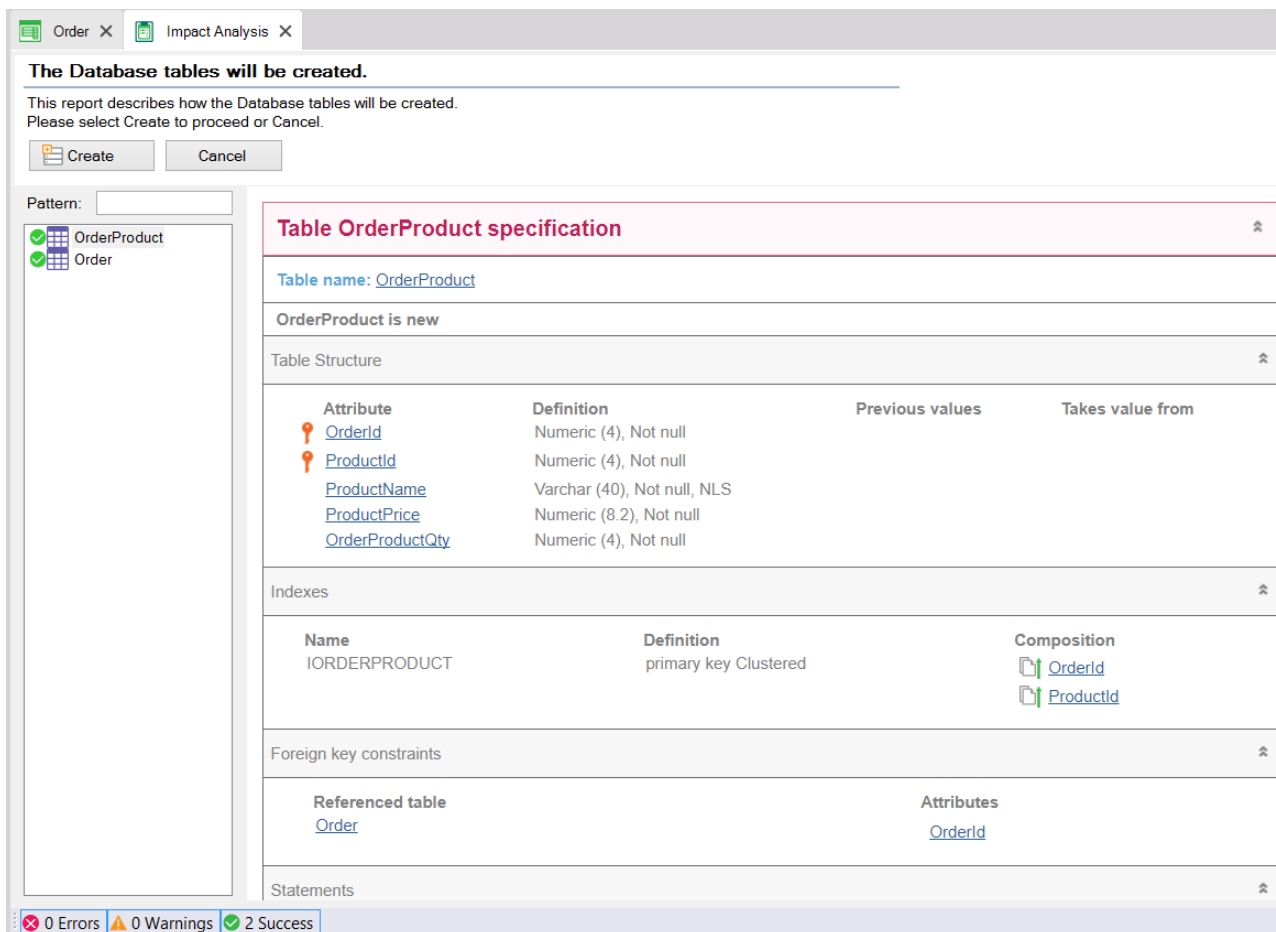 Order
Impact Analysis
The Database tables will be created.
This report describes how the Database tables will be created.
Please select Create to proceed or Cancel.
Create Cancel
Pattern:
OrderProduct
Order
Table OrderProduct specification
Table name: OrderProduct
OrderProduct is new
Table Structure
Attribute Definition Previous values Takes value from
OrderId Numeric (4), Not null
ProductId Numeric (4), Not null
ProductName Varchar (40), Not null, NLS
ProductPrice Numeric (8.2), Not null
OrderProductQty Numeric (4), Not null
Indexes
Name Definition Composition
IORDERPRODUCT primary key Clustered OrderId
ProductId
Foreign key constraints
Referenced table Attributes
Order OrderId
Statements
0 Errors 0 Warnings 2 Success